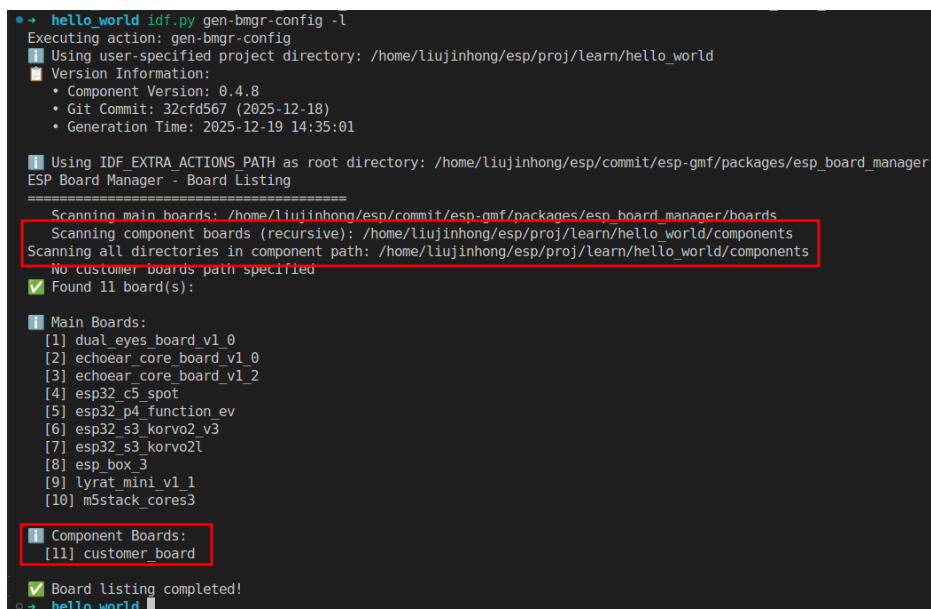 hello_world idf.py gen-bmgr-config -l
Executing action: gen-bmgr-config
Using user-specified project directory: /home/liujinhong/esp/proj/learn/hello_world
Version Information:
• Component Version: 0.4.8
• Git Commit: 32cfd567 (2025-12-18)
• Generation Time: 2025-12-19 14:35:01
Using IDF_EXTRA_ACTIONS_PATH as root directory: /home/liujinhong/esp/commit/esp-gmf/packages/esp_board_manager
ESP Board Manager - Board Listing
========================================
Scanning main boards: /home/liujinhong/esp/commit/esp-gmf/packages/esp_board_manager/boards
Scanning component boards (recursive): /home/liujinhong/esp/proj/learn/hello_world/components
Scanning all directories in component path: /home/liujinhong/esp/proj/learn/hello_world/components
No customer boards path specified
✅ Found 11 board(s):
ℹ️ Main Boards:
[1] dual_eyes_board_v1_0
[2] echoear_core_board_v1_0
[3] echoear_core_board_v1_2
[4] esp32_c5_spot
[5] esp32_p4_function_ev
[6] esp32_s3_korvo2_v3
[7] esp32_s3_korvo2l
[8] esp_box_3
[9] lyrat_mini_v1_1
[10] m5stack_cores3
ℹ️ Component Boards:
[11] customer_board
✅ Board listing completed!
hello_world